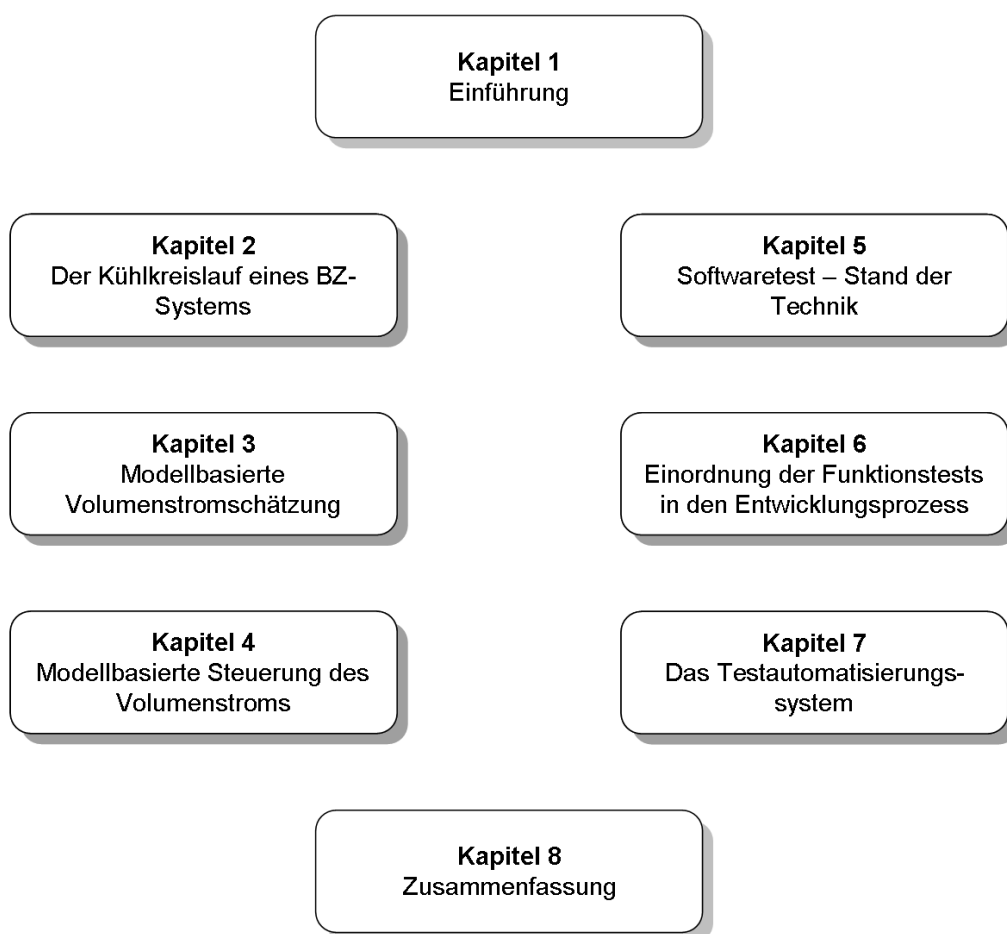 Kapitel 1
Einführung
Kapitel 2
Der Kühlkreislauf eines BZ-
Systems
Kapitel 3
Modellbasierte
Volumenstromschätzung
Kapitel 4
Modellbasierte Steuerung des
Volumenstroms
Kapitel 5
Softwaretest – Stand der
Technik
Kapitel 6
Einordnung der Funktionstests
in den Entwicklungsprozess
Kapitel 7
Das Testautomatisierungs-
system
Kapitel 8
Zusammenfassung